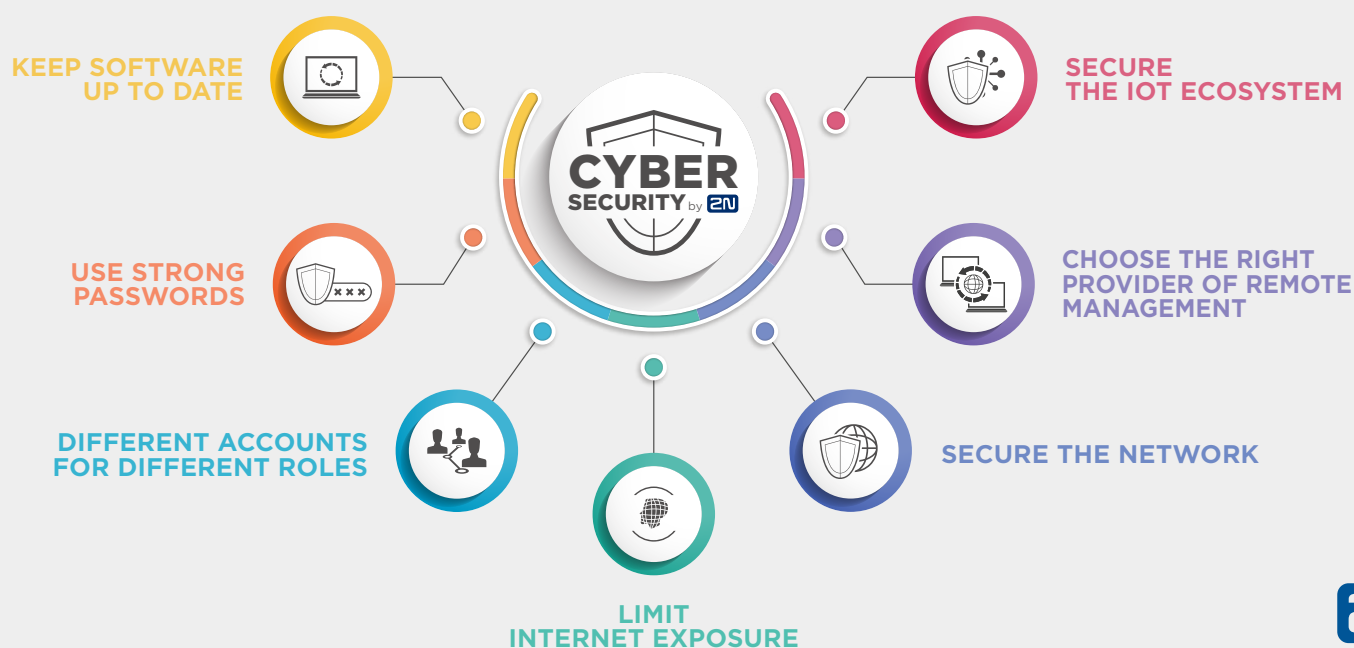 KEEP SOFTWARE
UP TO DATE
USE STRONG
PASSWORDS
DIFFERENT ACCOUNTS
FOR DIFFERENT ROLES
LIMIT
INTERNET EXPOSURE
SECURE THE NETWORK
CHOOSE THE RIGHT
PROVIDER OF REMOTE
MANAGEMENT
SECURE
THE IOT ECOSYSTEM
CYBER
SECURITY by 2N
×××